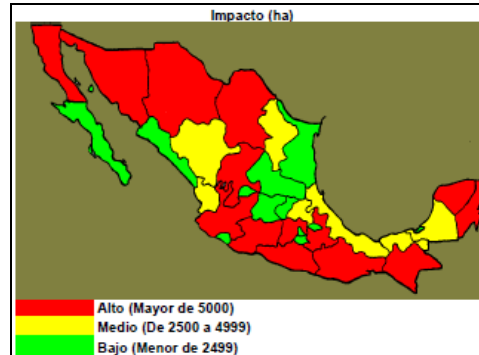 Impacto (ha)
Alto (Mayor de 5000)
Medio (De 2500 a 4999)
Bajo (Menor de 2499)